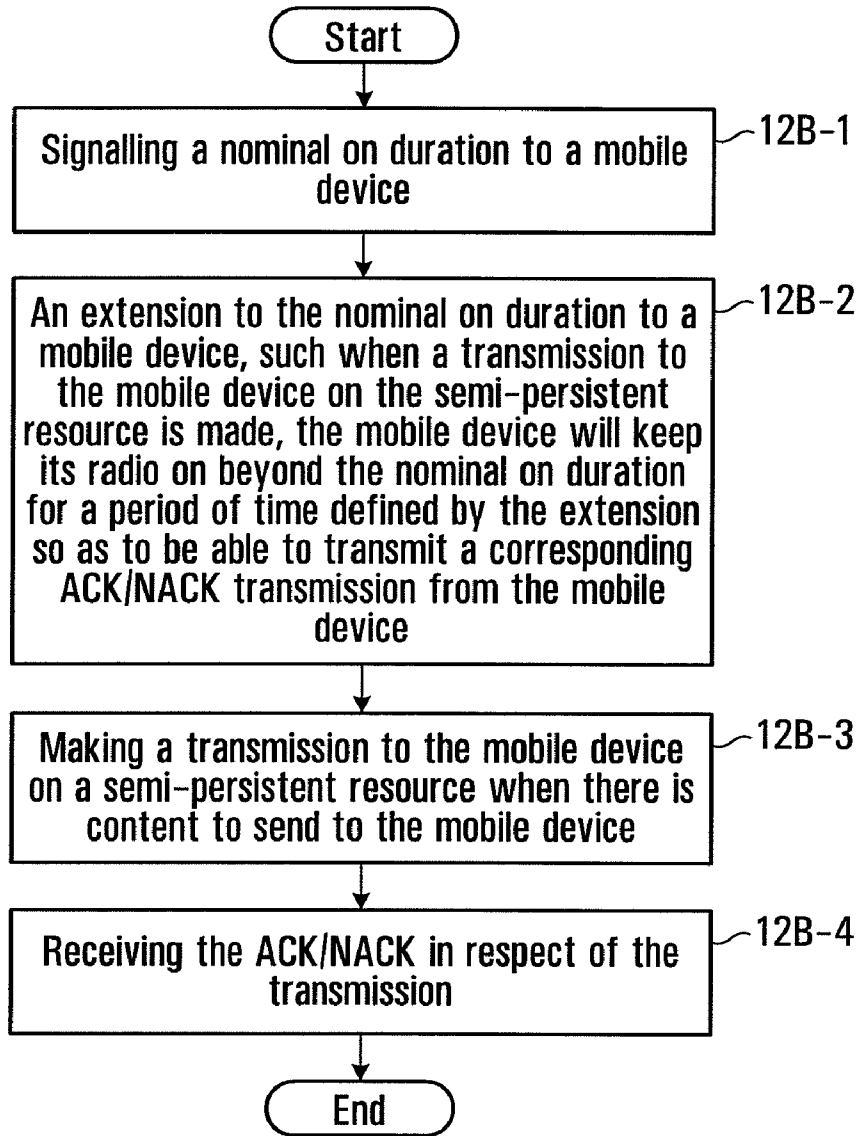 Start
Signalling a nominal on duration to a mobile
device
12B-1
An extension to the nominal on duration to a
mobile device, such when a transmission to
the mobile device on the semi-persistent
resource is made, the mobile device will keep
its radio on beyond the nominal on duration
for a period of time defined by the extension
so as to be able to transmit a corresponding
ACK/NACK transmission from the mobile
device
12B-2
Making a transmission to the mobile device
on a semi-persistent resource when there is
content to send to the mobile device
12B-3
Receiving the ACK/NACK in respect of the
transmission
12B-4
End